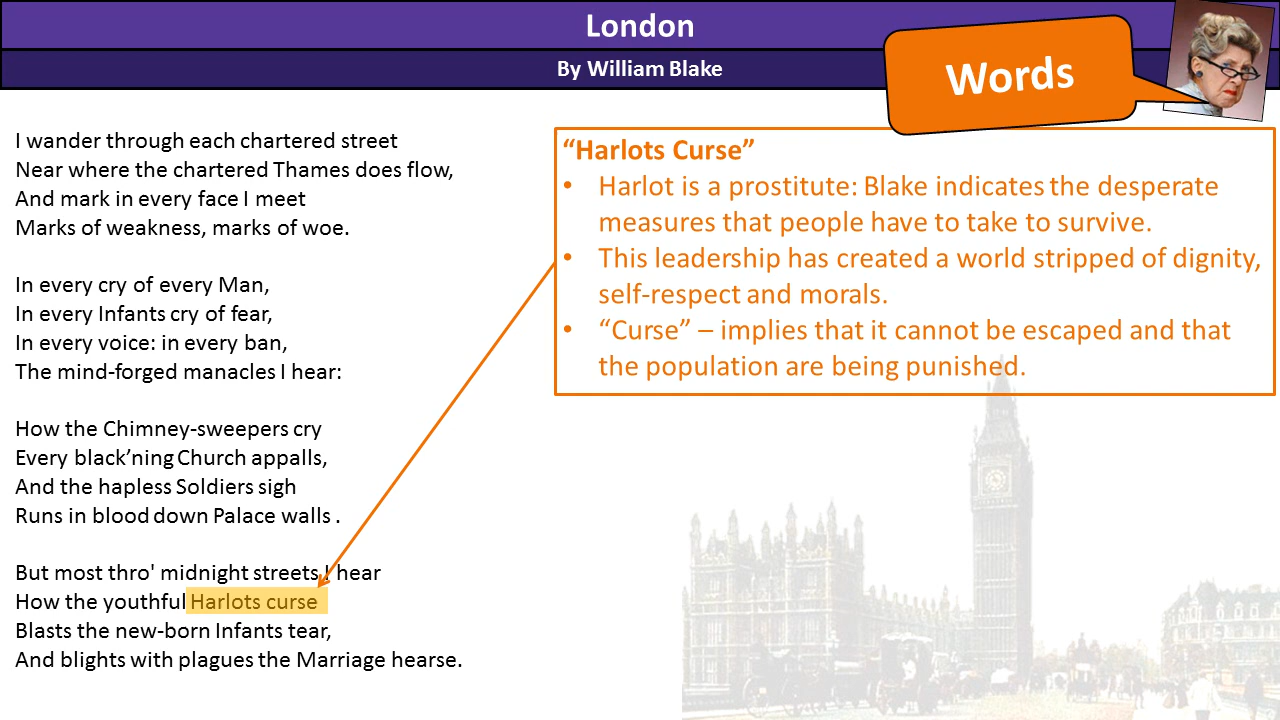 London
By William Blake
Words
I wander through each chartered street
Near where the chartered Thames does flow,
And mark in every face I meet
Marks of weakness, marks of woe.
In every cry of every Man,
In every Infants cry of fear,
In every voice: in every ban,
The mind-forged manacles I hear:
How the Chimney-sweepers cry
Every black’ning Church appalls,
And the hapless Soldiers sigh
Runs in blood down Palace walls .
But most thro' midnight streets I hear
How the youthful Harlots curse
Blasts the new-born Infants tear,
And blights with plagues the Marriage hearse.
“Harlots Curse”
• Harlot is a prostitute: Blake indicates the desperate
measures that people have to take to survive.
• This leadership has created a world stripped of dignity,
self-respect and morals.
• “Curse” – implies that it cannot be escaped and that
the population are being punished.